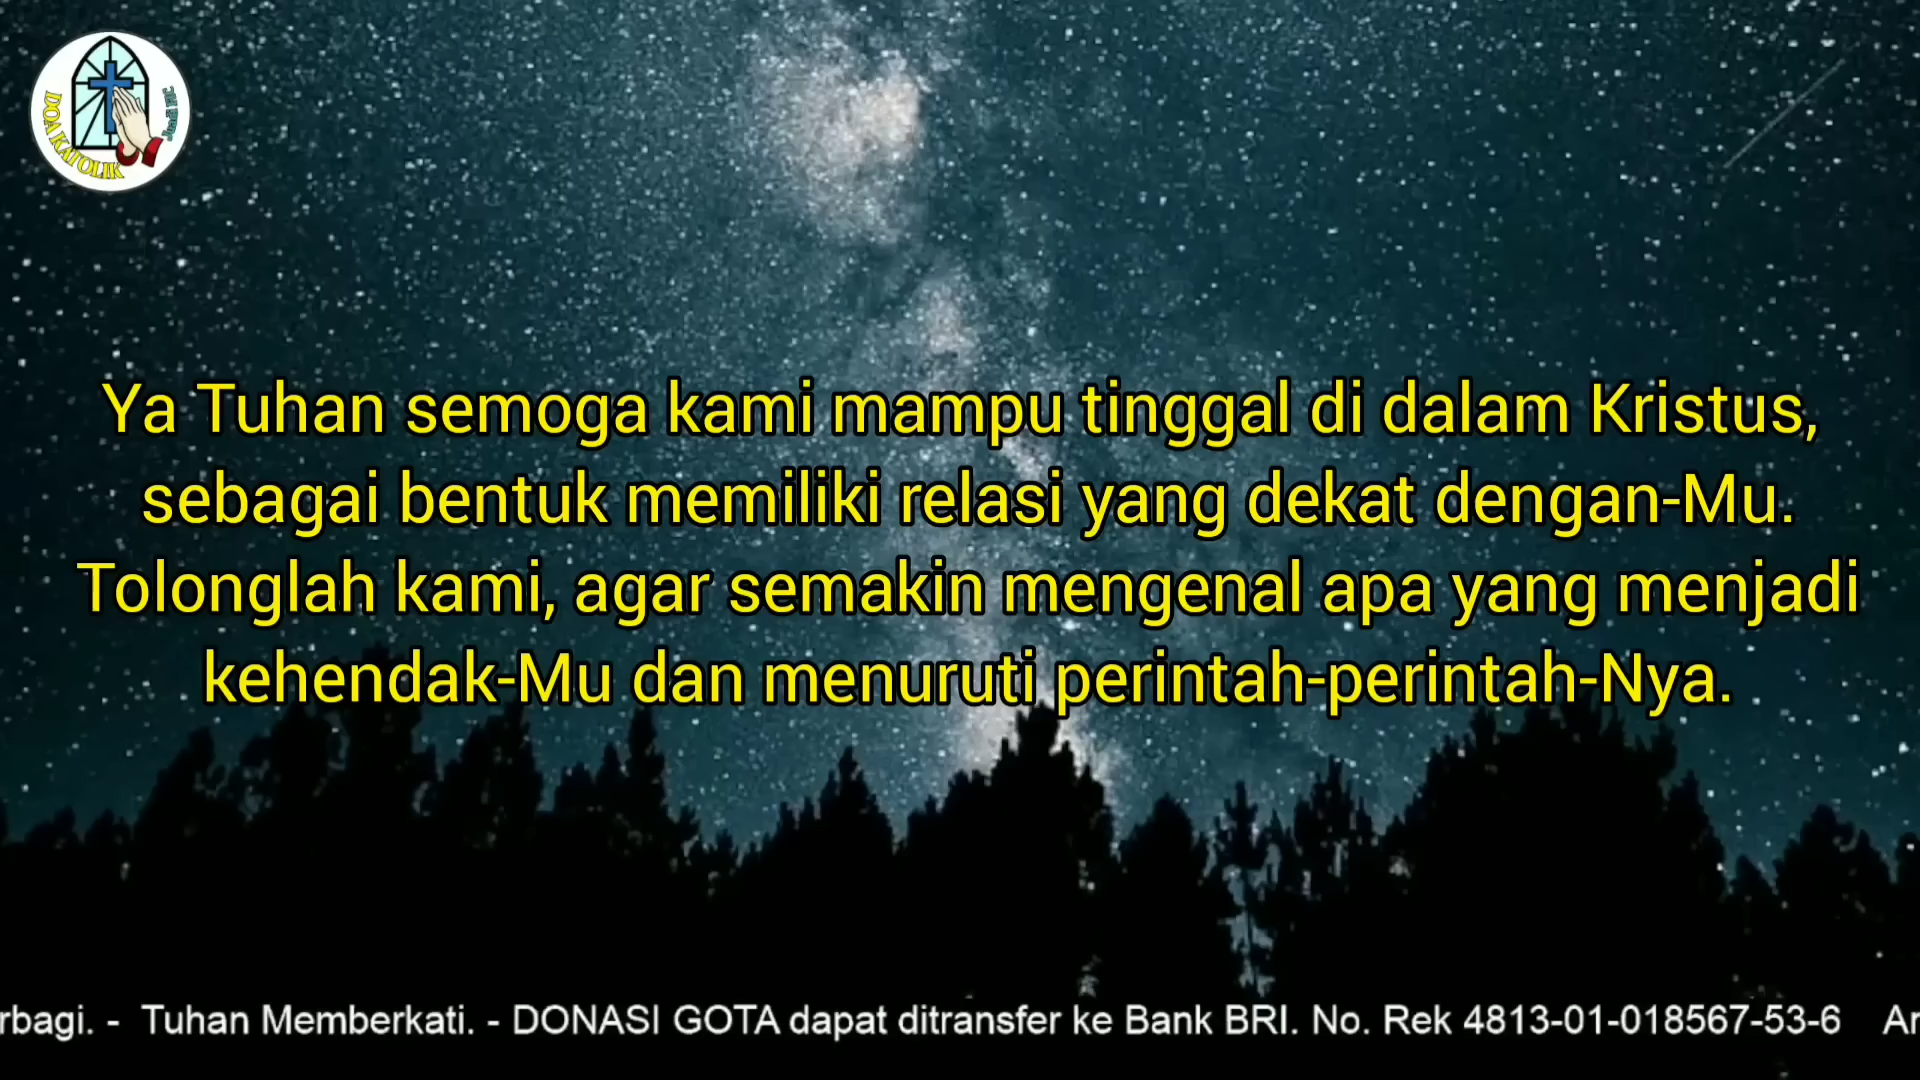 DOA KATOLIK
Ya Tuhan semoga kami mampu tinggal di dalam Kristus,
sebagai bentuk memiliki relasi yang dekat dengan-Mu.
Tolonglah kami, agar semakin mengenal apa yang menjadi
kehendak-Mu dan menuruti perintah-perintah-Nya.
rbagi. - Tuhan Memberkati. - DONASI GOTA dapat ditransfer ke Bank BRI. No. Rek 4813-01-018567-53-6